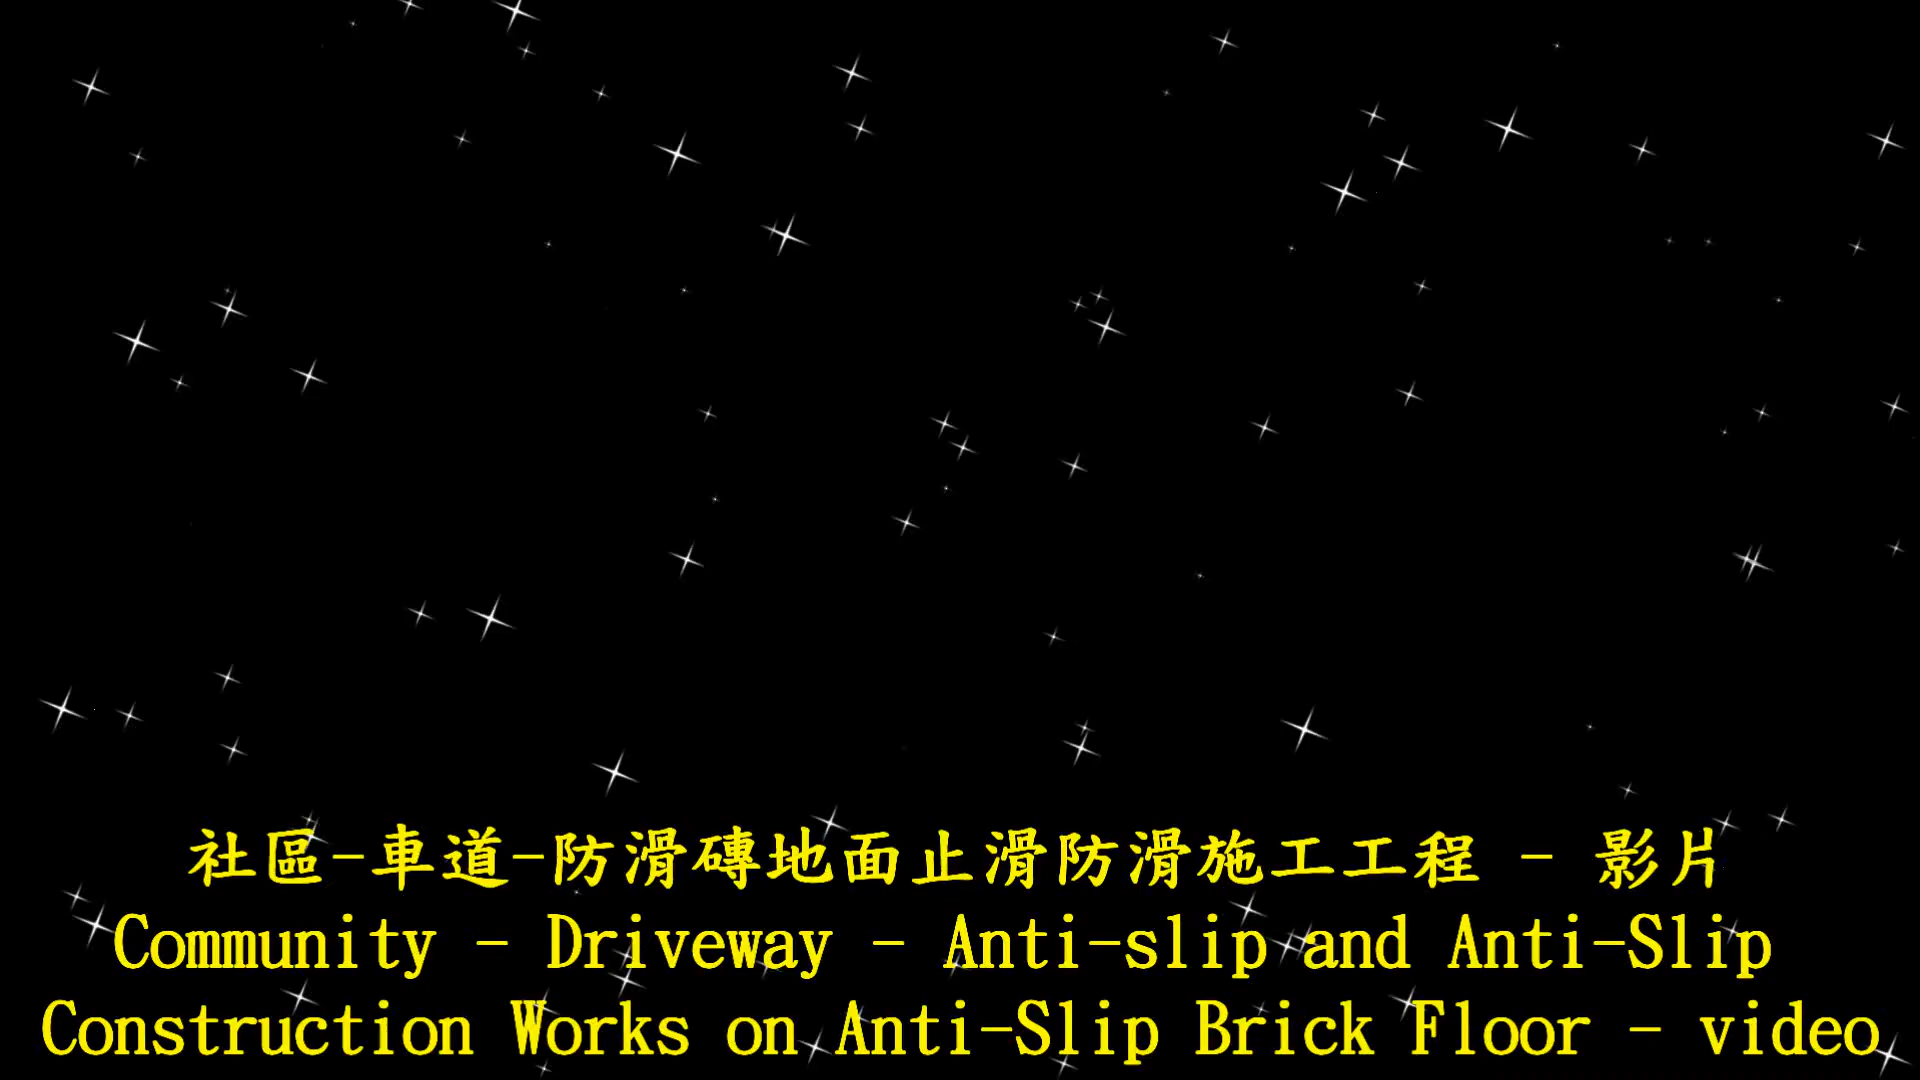 社區-車道-防滑磚地面止滑防滑施工工程 - 影片
Community - Driveway - Anti-slip and Anti-Slip
Construction Works on Anti-Slip Brick Floor - video